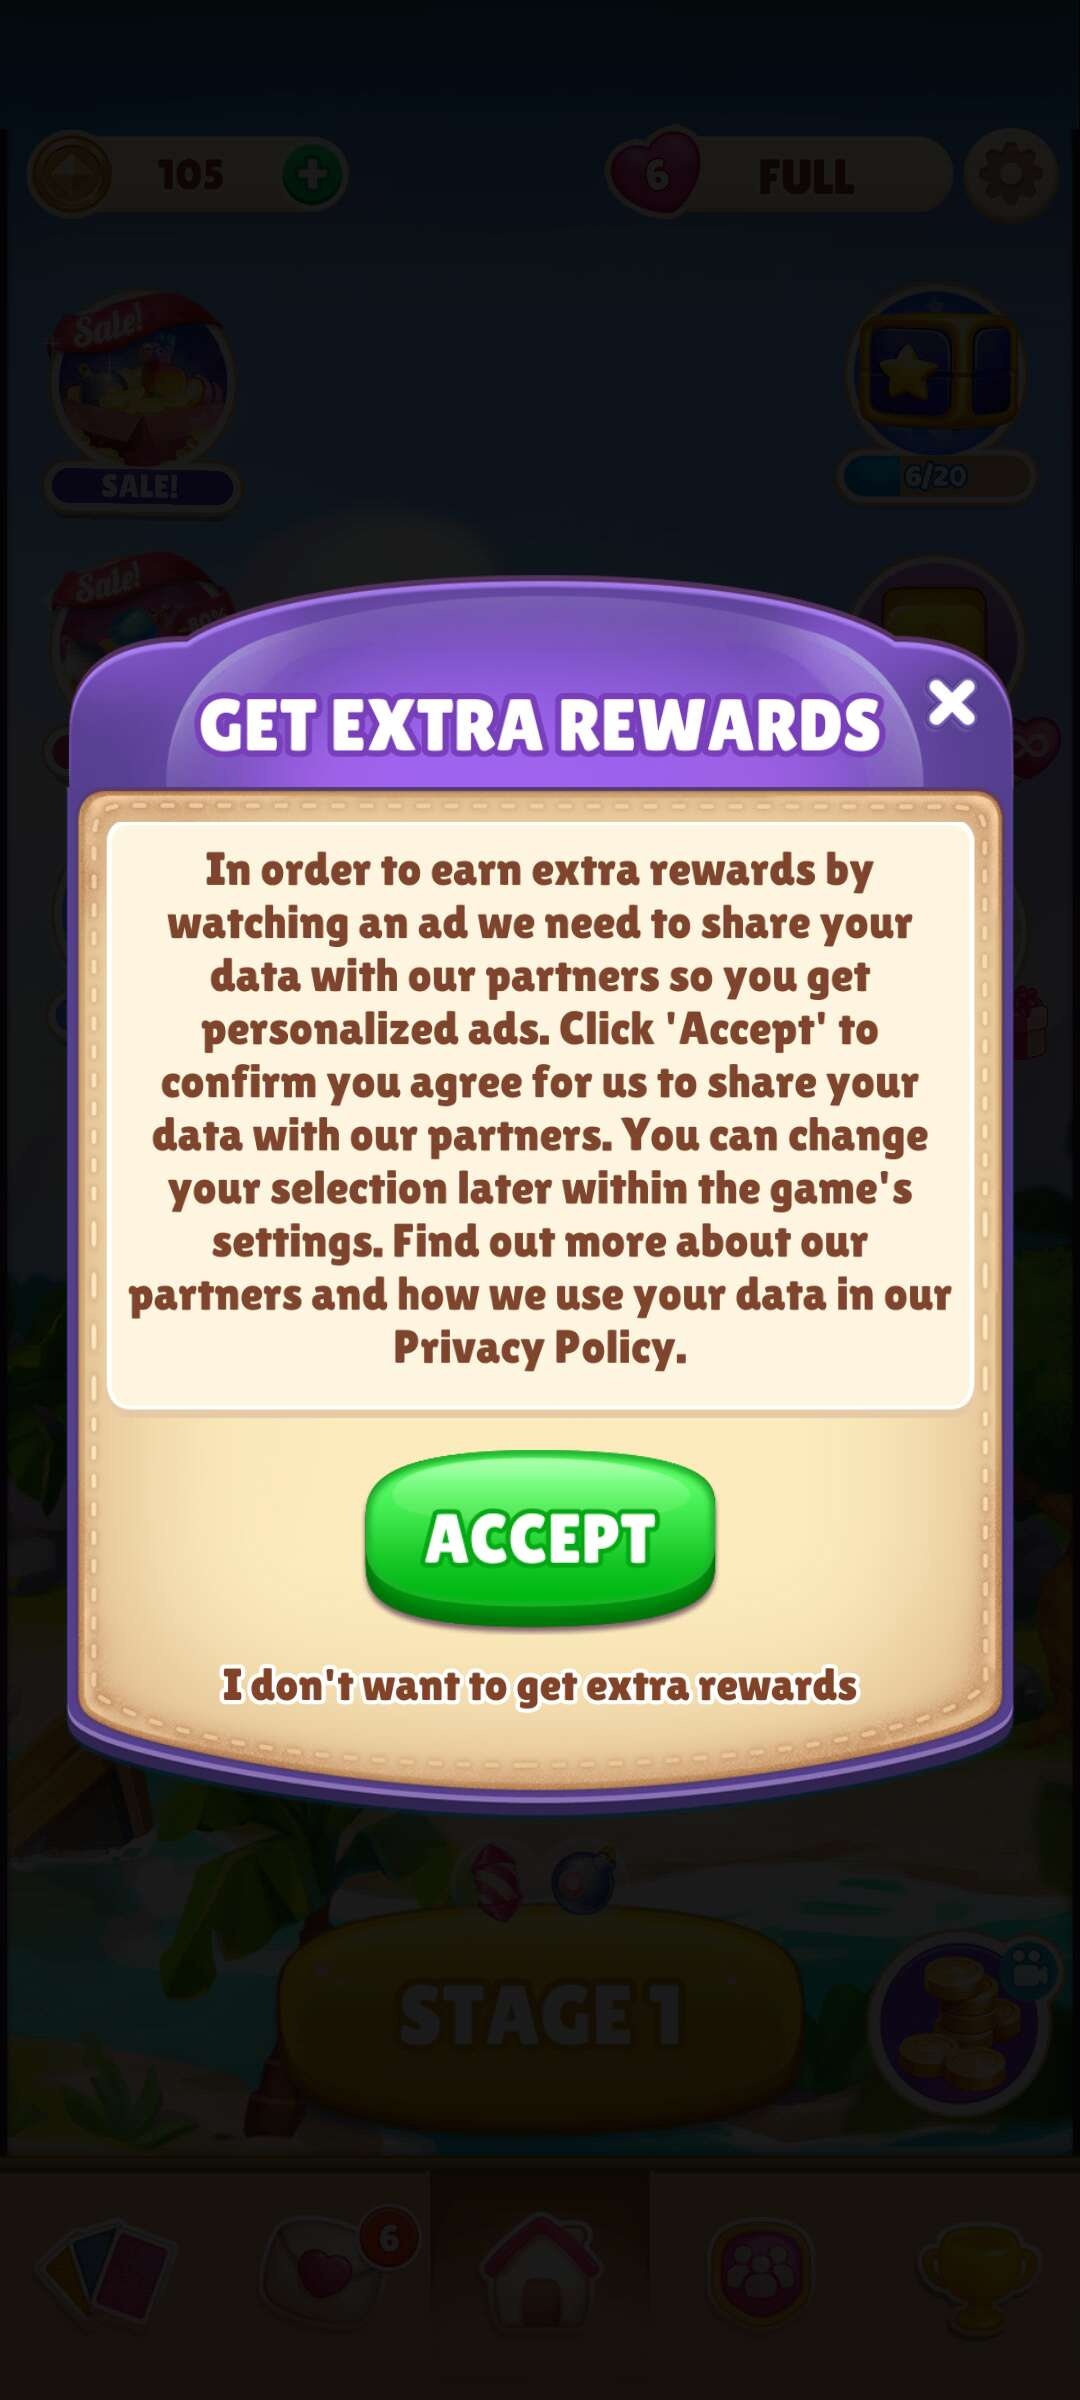 105
6
FULL
Sale!
SALE!
6/20
Sale!
-80%
GET EXTRA REWARDS
In order to earn extra rewards by
watching an ad we need to share your
data with our partners so you get
personalized ads. Click 'Accept' to
confirm you agree for us to share your
data with our partners. You can change
your selection later within the game's
settings. Find out more about our
partners and how we use your data in our
Privacy Policy.
ACCEPT
I don't want to get extra rewards
STAGE 1
6